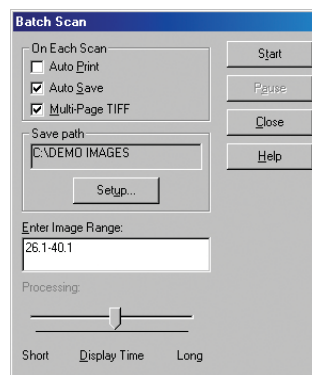 Batch Scan
On Each Scan
Auto Print
Auto Save
Multi-Page TIFF
Save path
C:\DEMO IMAGES
Setup...
Enter Image Range:
26.1-40.1
Processing:
Short Display Time Long
Start
Pause
Close
Help